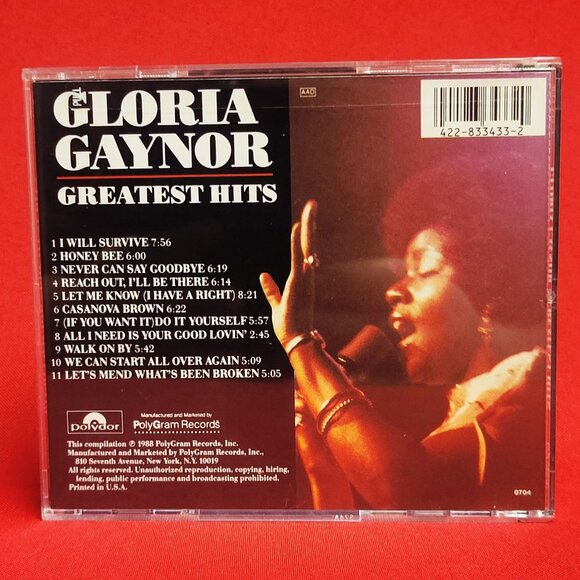 THE
GLORIA
GAYNOR
GREATEST HITS
AAD
422-833433-2
1 I WILL SURVIVE 7:56
2 HONEY BEE 6:00
3 NEVER CAN SAY GOODBYE 6:19
4 REACH OUT, I'LL BE THERE 6:14
5 LET ME KNOW (I HAVE A RIGHT) 8:21
6 CASANOVA BROWN 6:22
7 (IF YOU WANT IT)DO IT YOURSELF 5:57
8 ALL I NEED IS YOUR GOOD LOVIN' 2:45
9 WALK ON BY 5:42
10 WE CAN START ALL OVER AGAIN 5:09
11 LET'S MEND WHAT'S BEEN BROKEN 5:05
polydor
Manufactured and Marketed by
PolyGram Records
This compilation ℗ 1988 PolyGram Records, Inc.
Manufactured and Marketed by PolyGram Records, Inc.,
810 Seventh Avenue, New York, N.Y. 10019
All rights reserved. Unauthorized reproduction, copying, hiring,
lending, public performance and broadcasting prohibited.
Printed in U.S.A.
0704